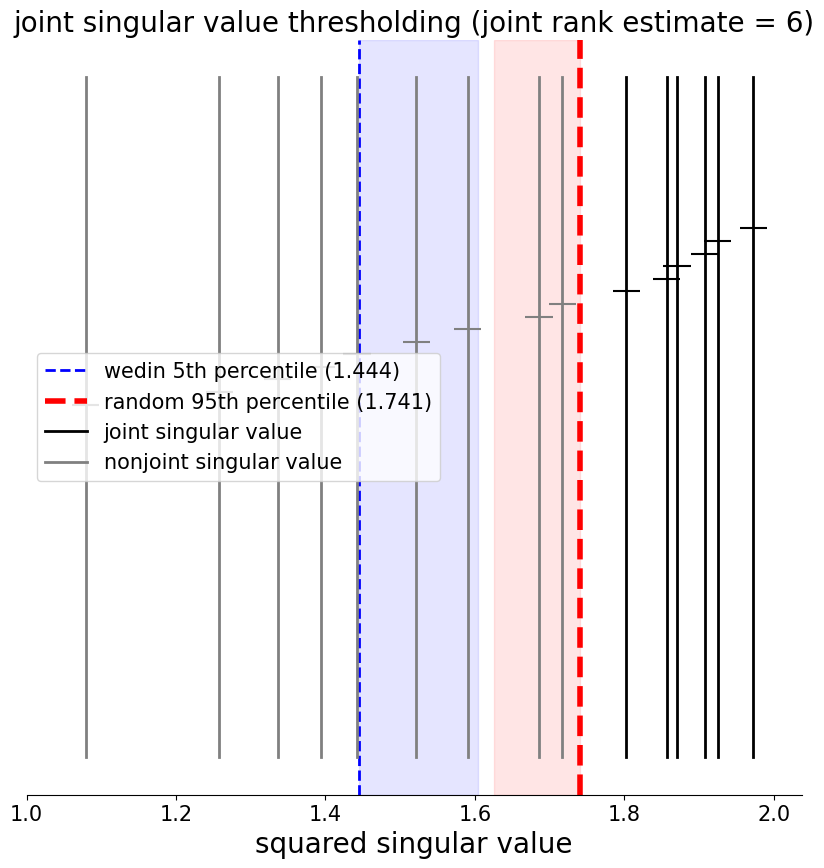 joint singular value thresholding (joint rank estimate = 6)
wedin 5th percentile (1.444)
random 95th percentile (1.741)
joint singular value
nonjoint singular value
1.0 1.2 1.4 1.6 1.8 2.0
squared singular value